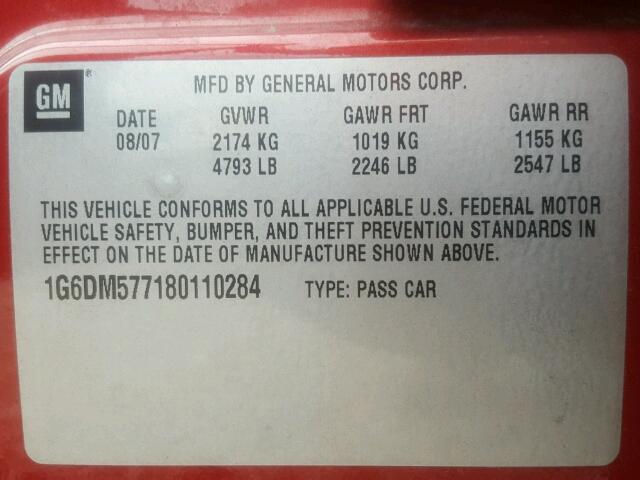 GM ®
MFD BY GENERAL MOTORS CORP.
DATE GVWR GAWR FRT GAWR RR
08/07 2174 KG 1019 KG 1155 KG
4793 LB 2246 LB 2547 LB
THIS VEHICLE CONFORMS TO ALL APPLICABLE U.S. FEDERAL MOTOR
VEHICLE SAFETY, BUMPER, AND THEFT PREVENTION STANDARDS IN
EFFECT ON THE DATE OF MANUFACTURE SHOWN ABOVE.
1G6DM577180110284 TYPE: PASS CAR